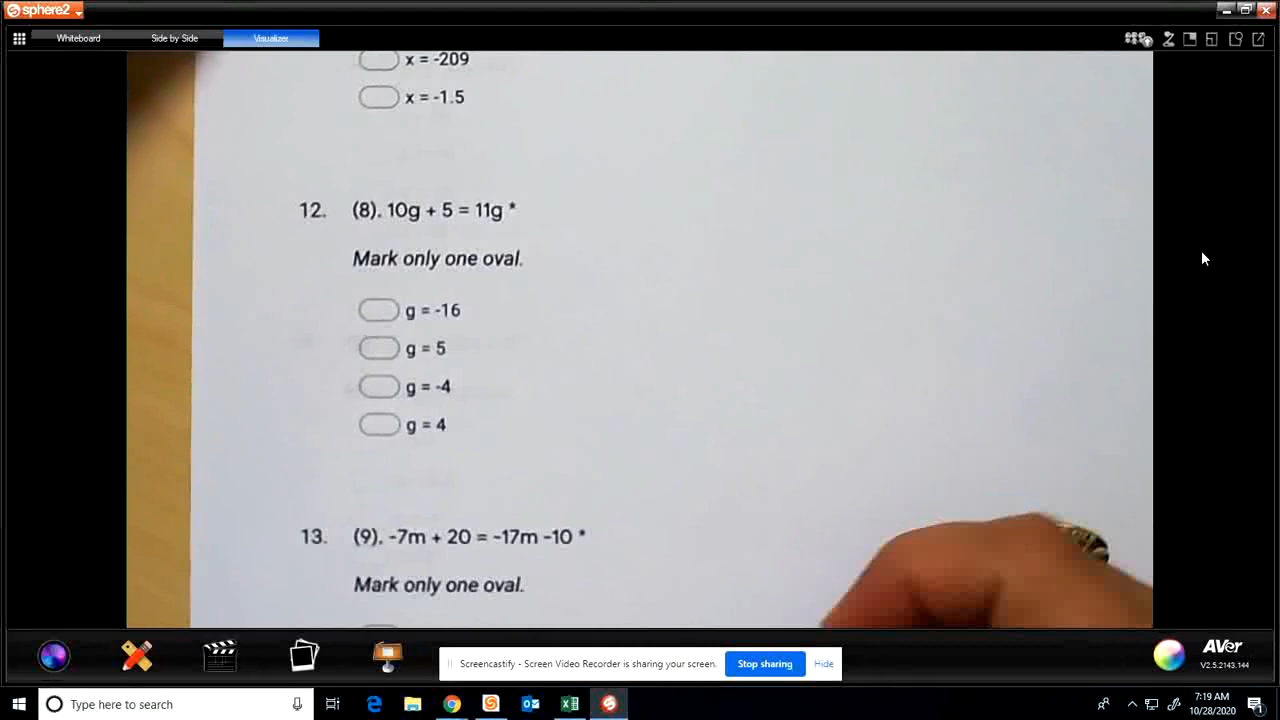 sphere2
Whiteboard
Side by Side
Visualizer
x = -209
x = -1.5
12. (8). 10g + 5 = 11g *
Mark only one oval.
g = -16
g = 5
g = -4
g = 4
13. (9). -7m + 20 = -17m -10 *
Mark only one oval.
Screencastify - Screen Video Recorder is sharing your screen.
Stop sharing
Hide
AVer
V2.5.2143.144
Type here to search
7:19 AM
10/28/2020